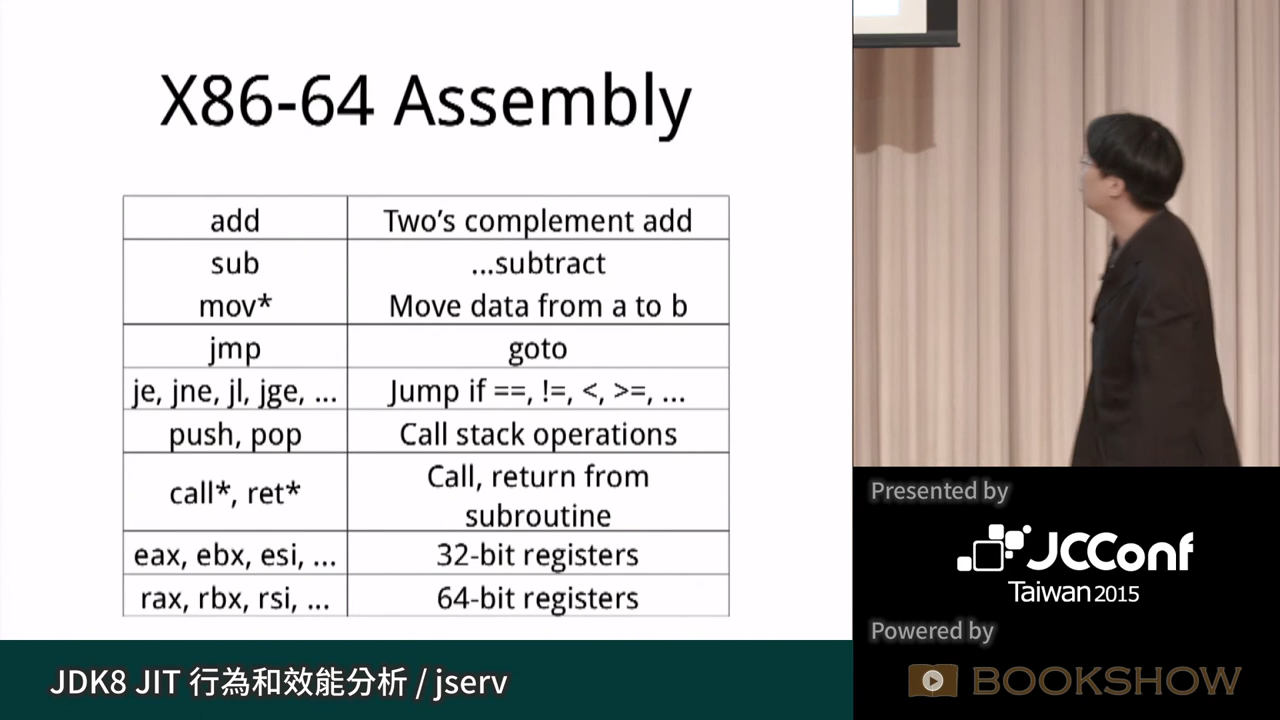 X86-64 Assembly
add Two’s complement add
sub ...subtract
mov* Move data from a to b
jmp goto
je, jne, jl, jge, ... Jump if ==, !=, <, >=, ...
push, pop Call stack operations
call*, ret* Call, return from
subroutine
eax, ebx, esi, ... 32-bit registers
rax, rbx, rsi, ... 64-bit registers
JDK8 JIT 行為和效能分析 / jserv
Presented by
JCConf
Taiwan 2015
Powered by
BOOKSHOW